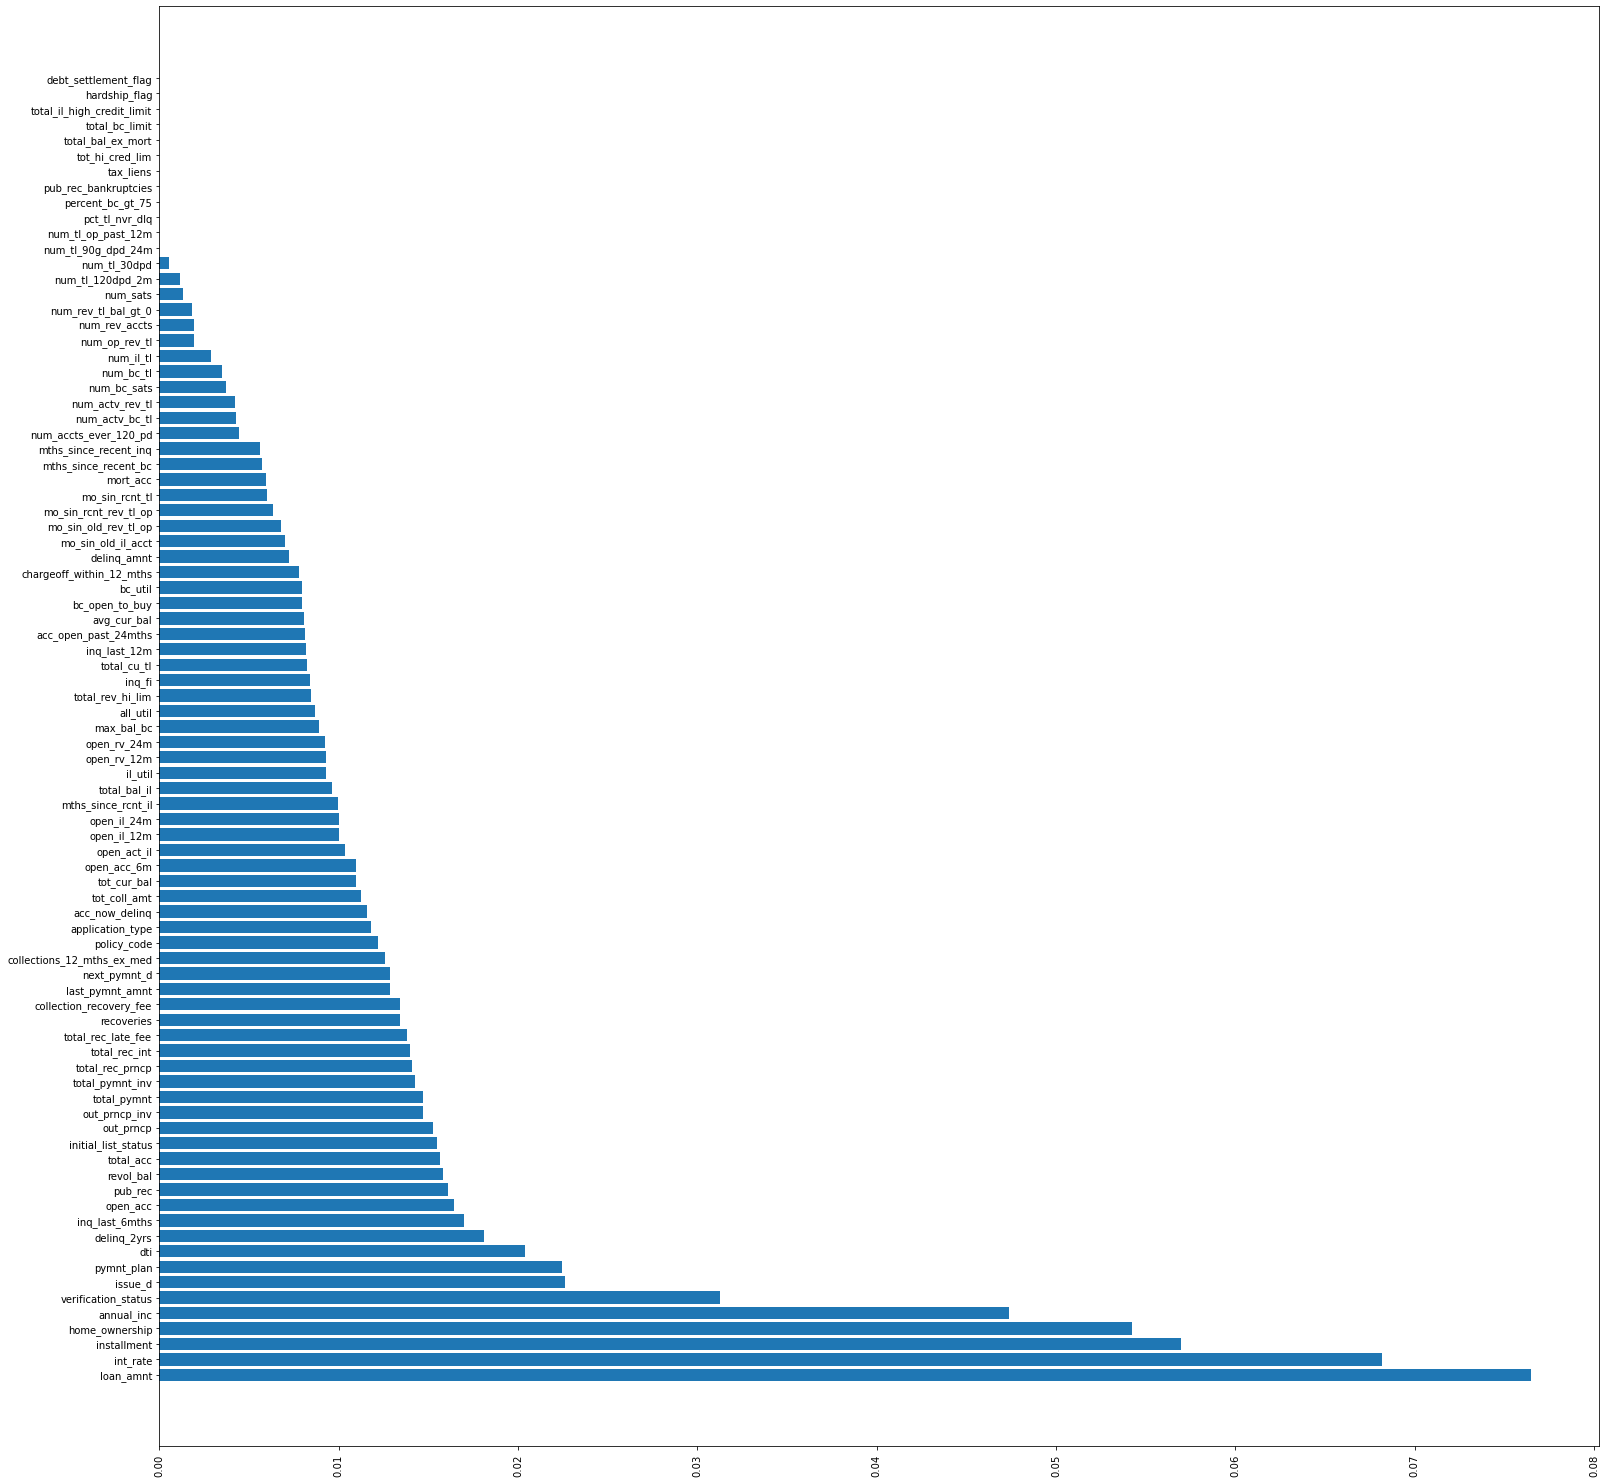 debt_settlement_flag
hardship_flag
total_il_high_credit_limit
total_bc_limit
total_bal_ex_mort
tot_hi_cred_lim
tax_liens
pub_rec_bankruptcies
percent_bc_gt_75
pct_tl_nvr_dlq
num_tl_op_past_12m
num_tl_90g_dpd_24m
num_tl_30dpd
num_tl_120dpd_2m
num_sats
num_rev_tl_bal_gt_0
num_rev_accts
num_op_rev_tl
num_il_tl
num_bc_tl
num_bc_sats
num_actv_rev_tl
num_actv_bc_tl
num_accts_ever_120_pd
mths_since_recent_inq
mths_since_recent_bc
mort_acc
mo_sin_rcnt_tl
mo_sin_rcnt_rev_tl_op
mo_sin_old_rev_tl_op
mo_sin_old_il_acct
delinq_amnt
chargeoff_within_12_mths
bc_util
bc_open_to_buy
avg_cur_bal
acc_open_past_24mths
inq_last_12m
total_cu_tl
inq_fi
total_rev_hi_lim
all_util
max_bal_bc
open_rv_24m
open_rv_12m
il_util
total_bal_il
mths_since_rcnt_il
open_il_24m
open_il_12m
open_act_il
open_acc_6m
tot_cur_bal
tot_coll_amt
acc_now_delinq
application_type
policy_code
collections_12_mths_ex_med
next_pymnt_d
last_pymnt_amnt
collection_recovery_fee
recoveries
total_rec_late_fee
total_rec_int
total_rec_prncp
total_pymnt_inv
total_pymnt
out_prncp_inv
out_prncp
initial_list_status
total_acc
revol_bal
pub_rec
open_acc
inq_last_6mths
delinq_2yrs
dti
pymnt_plan
issue_d
verification_status
annual_inc
home_ownership
installment
int_rate
loan_amnt
0.00
0.01
0.02
0.03
0.04
0.05
0.06
0.07
0.08